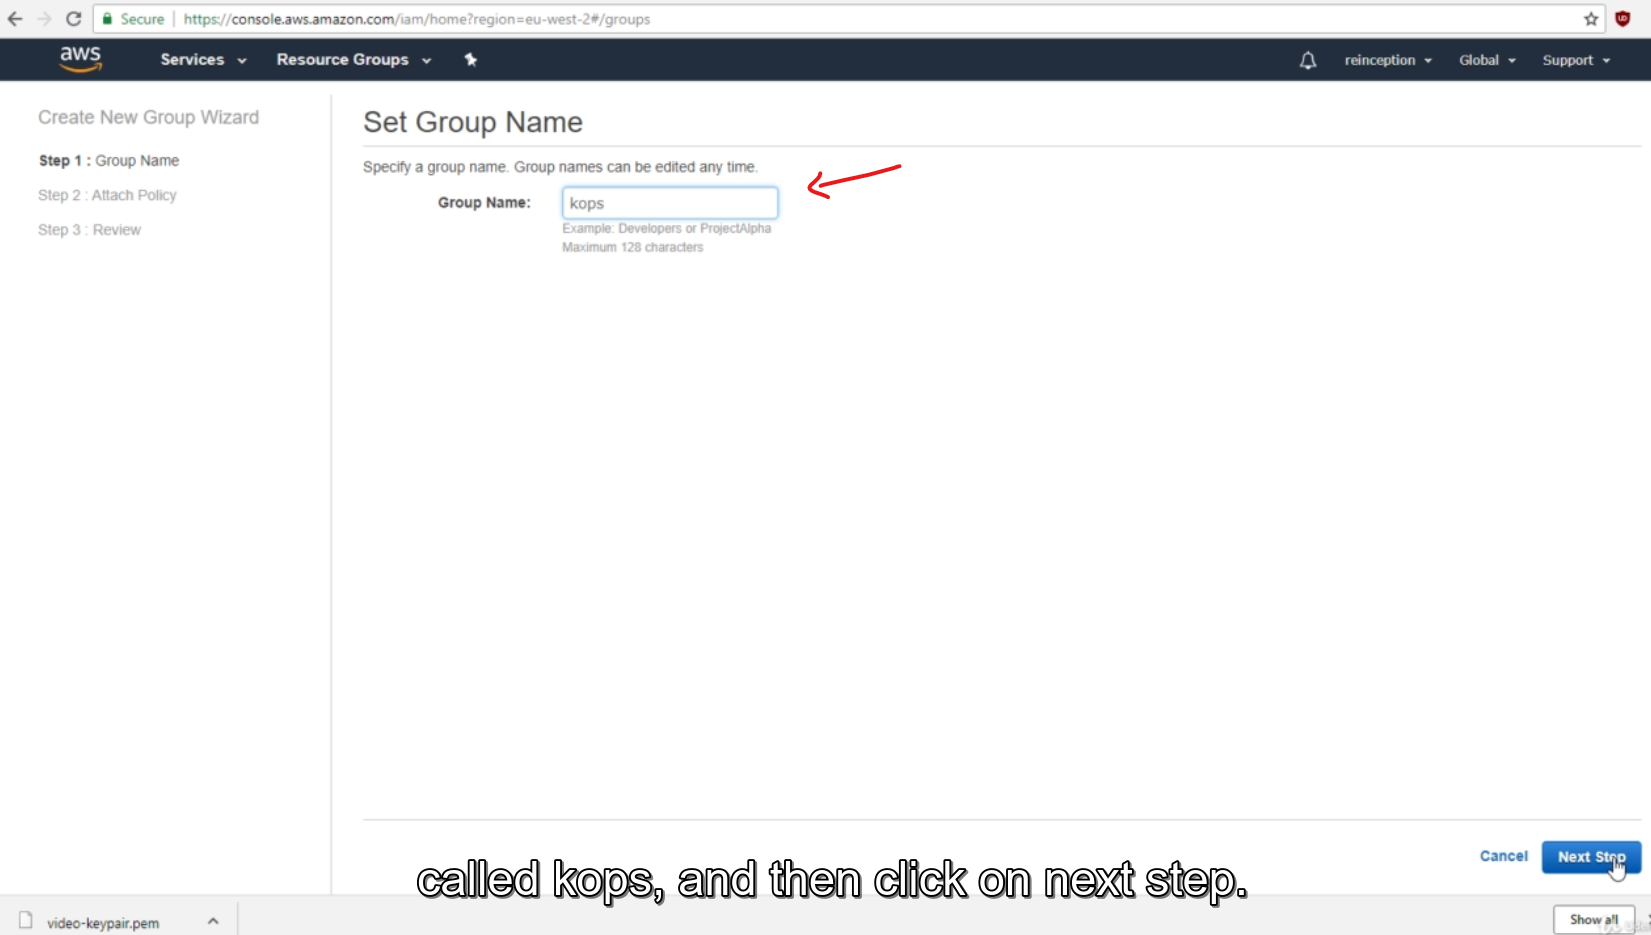 Secure | https://console.aws.amazon.com/iam/home?region=eu-west-2#/groups
aws Services Resource Groups reinception Global Support
Create New Group Wizard
Step 1 : Group Name
Step 2 : Attach Policy
Step 3 : Review
Set Group Name
Specify a group name. Group names can be edited any time.
Group Name: kops
Example: Developers or ProjectAlpha
Maximum 128 characters
Cancel Next Step
called kops, and then click on next step.
video-keypair.pem Show all